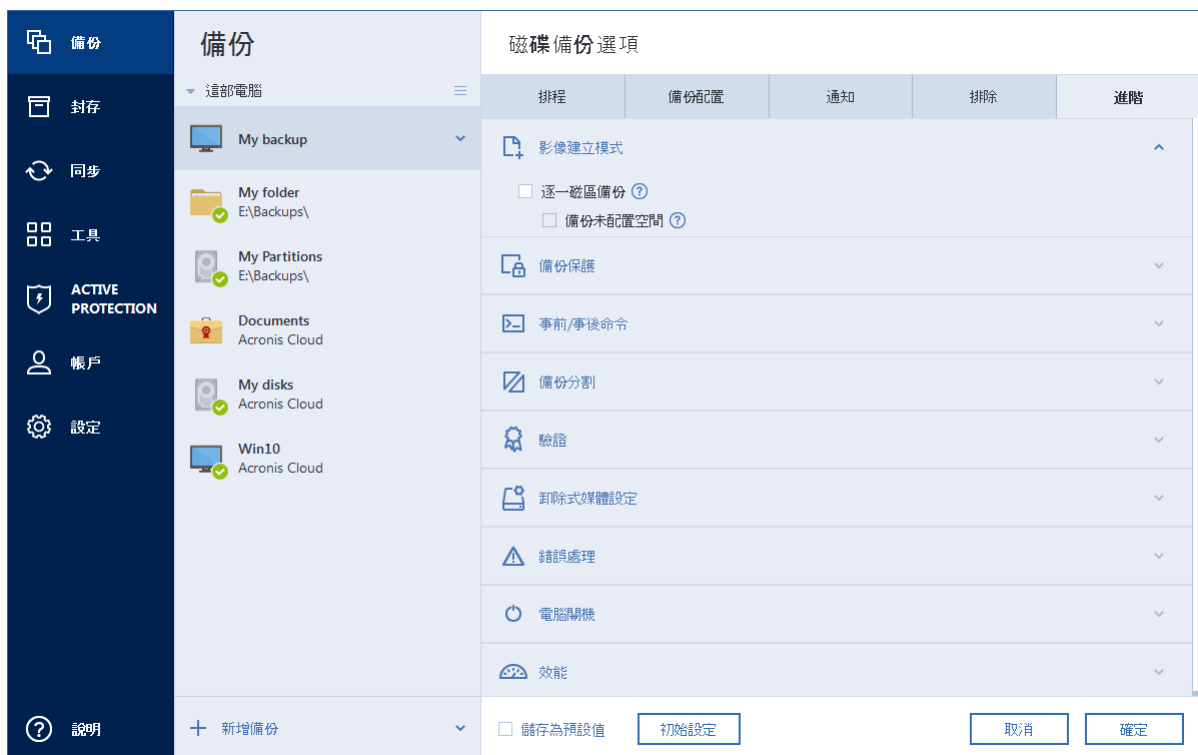 備份
封存
同步
工具
ACTIVE
PROTECTION
帳戶
設定
說明
備份
這部電腦
My backup
My folder
E:\Backups\
My Partitions
E:\Backups\
Documents
Acronis Cloud
My disks
Acronis Cloud
Win10
Acronis Cloud
新增備份
磁碟備份選項
排程
備份配置
通知
排除
進階
影像建立模式
逐一磁區備份
備份未配置空間
備份保護
事前/事後命令
備份分割
驗證
卸除式媒體設定
錯誤處理
電腦關機
效能
儲存為預設值
初始設定
取消
確定